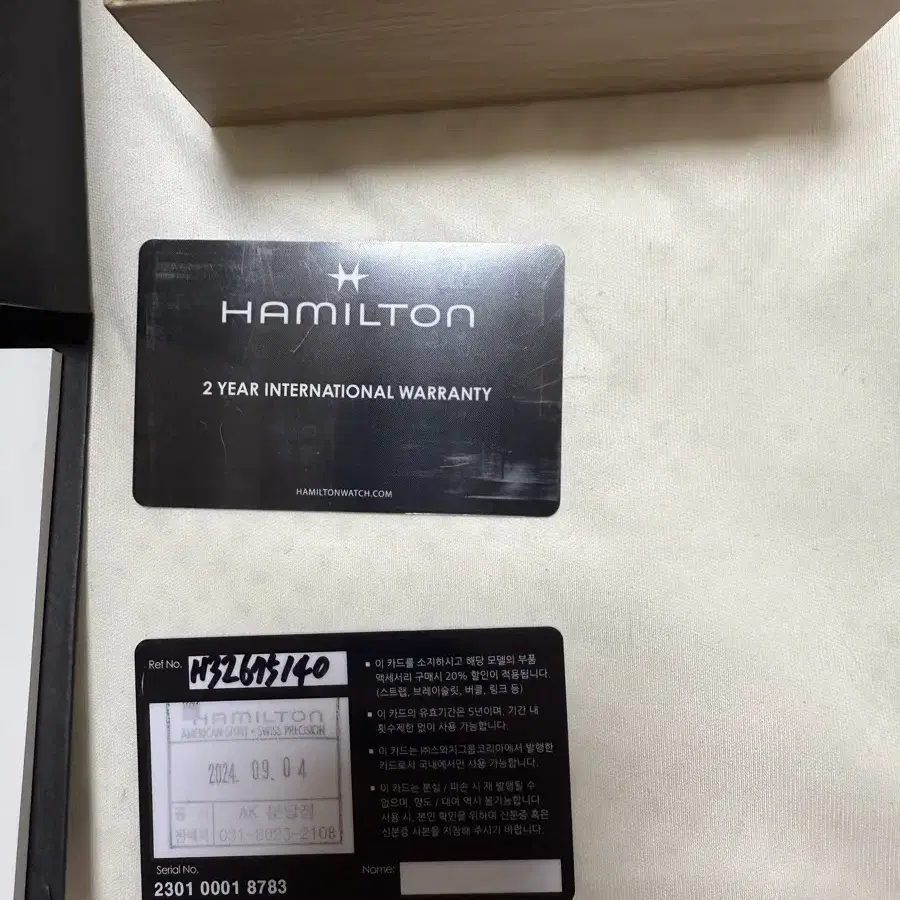 HAMILTON
2 YEAR INTERNATIONAL WARRANTY
HAMILTONWATCH.COM
Ref No. H32675140
▪ 이 카드를 소지하시고 해당 모델의 부품
액세서리 구매시 20% 할인이 적용됩니다.
(스트랩, 브레이슬릿, 버클, 링크 등)
▪ 이 카드의 유효기간은 5년이며, 기간 내
횟수제한 없이 사용 가능합니다.
▪ 이 카드는 ㈜스와치그룹코리아에서 발행한
카드로서 국내에서만 사용 가능합니다.
▪ 이 카드는 분실 / 파손 시 재 발행될 수
없으며, 양도 / 대여 역시 불가능합니다.
사용 시, 본인 확인을 위하여 신분증 혹은
신분증 사본을 지참해 주시기 바랍니다.
HAMILTON
AMERICAN SPIRIT • SWISS PRECISION
2024. 09. 04
AK 분당점
031-8023-2108
Serial No.
2301 0001 8783
Name: